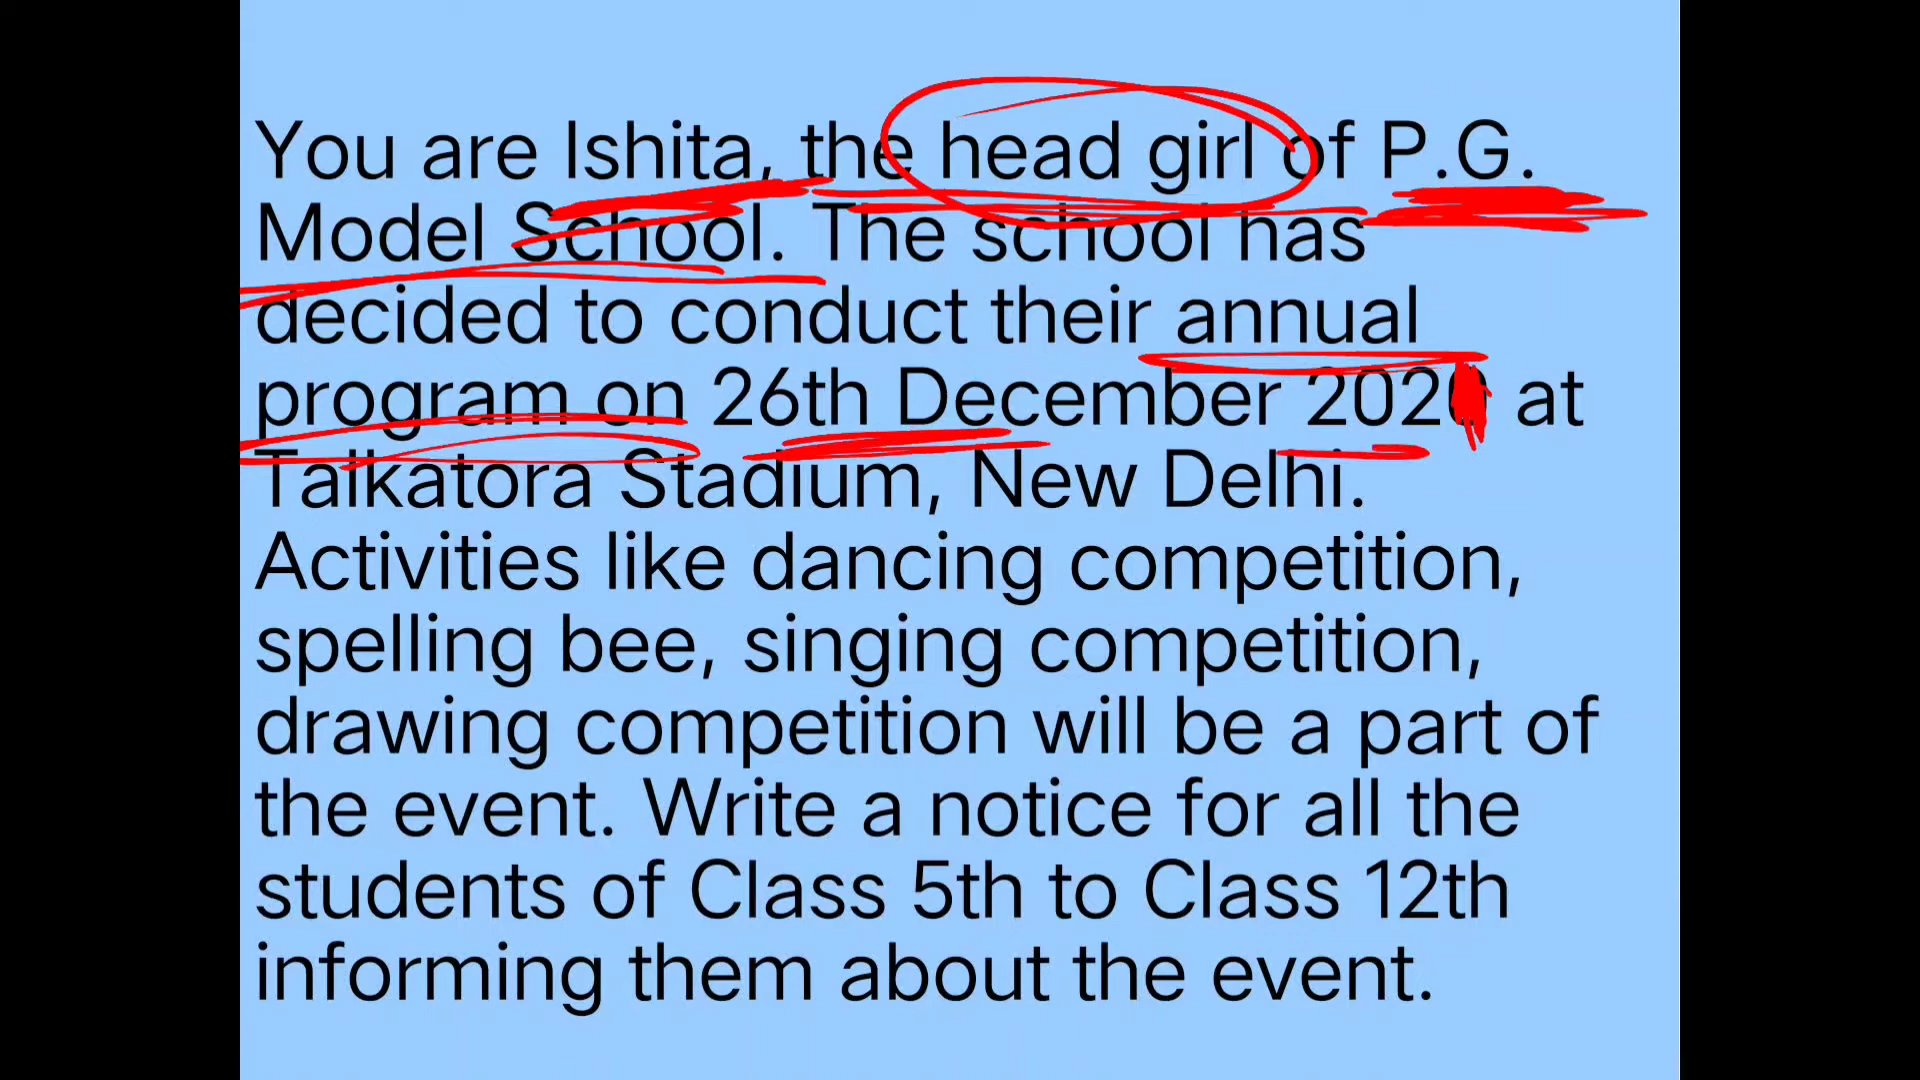 You are Ishita, the head girl of P.G.
Model School. The school has
decided to conduct their annual
program on 26th December at
Talkatora Stadium, New Delhi.
Activities like dancing competition,
spelling bee, singing competition,
drawing competition will be a part of
the event. Write a notice for all the
students of Class 5th to Class 12th
informing them about the event.